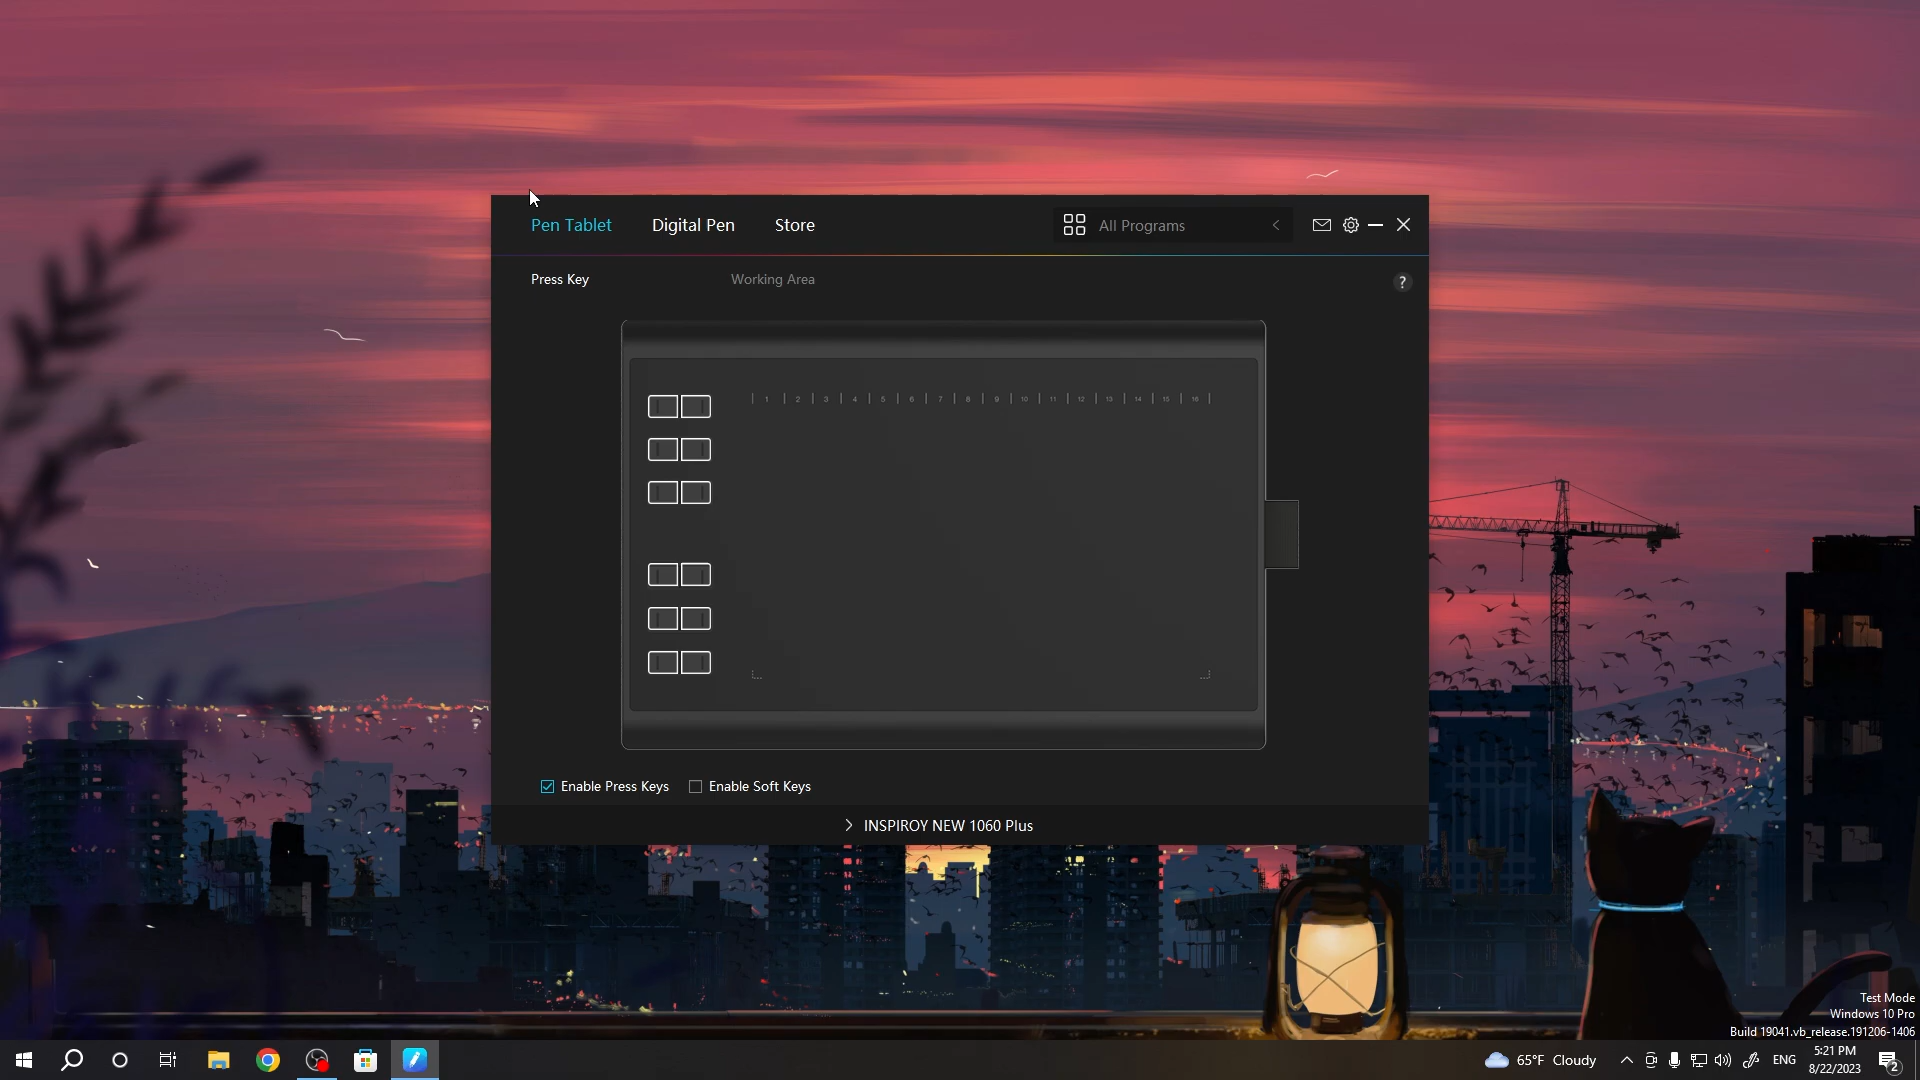 Pen Tablet Digital Pen Store All Programs
Press Key Working Area ?
1 2 3 4 5 6 7 8 9 10 11 12 13 14 15 16
Enable Press Keys Enable Soft Keys
INSPIROY NEW 1060 Plus
Test Mode
Windows 10 Pro
Build 19041.vb_release.191206-1406
65°F Cloudy ENG 5:21 PM
8/22/2023 2